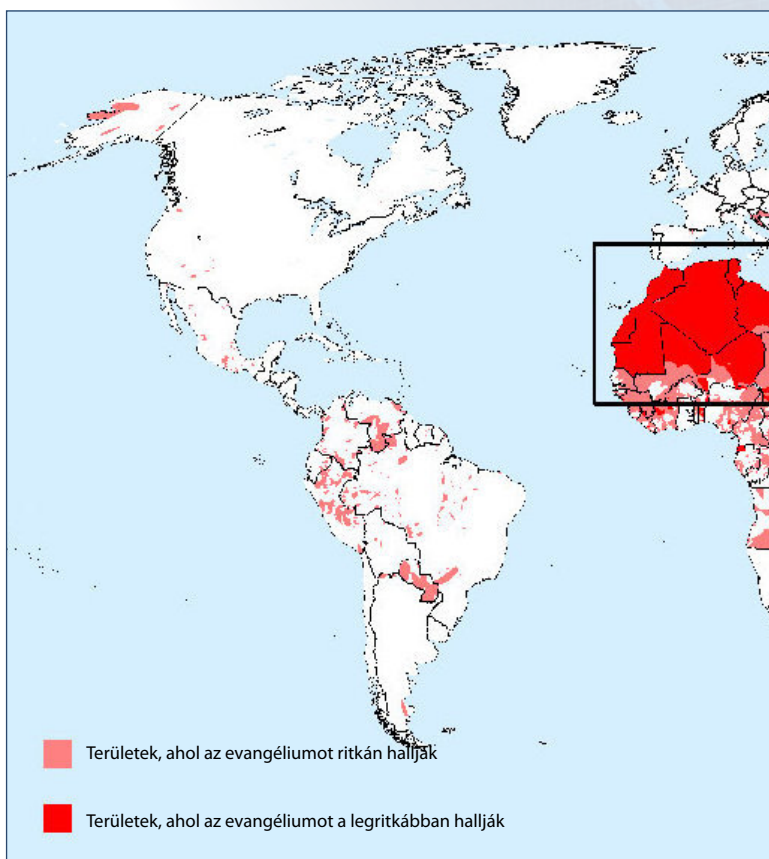 Területek, ahol az evangéliumot ritkán hallják
Területek, ahol az evangéliumot a legritkábban hallják